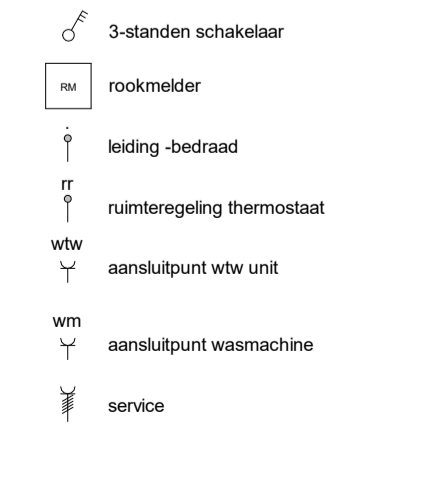 3-standen schakelaar
RM rookmelder
leiding -bedraad
rr
ruimteregeling thermostaat
wtw
aansluitpunt wtw unit
wm
aansluitpunt wasmachine
service